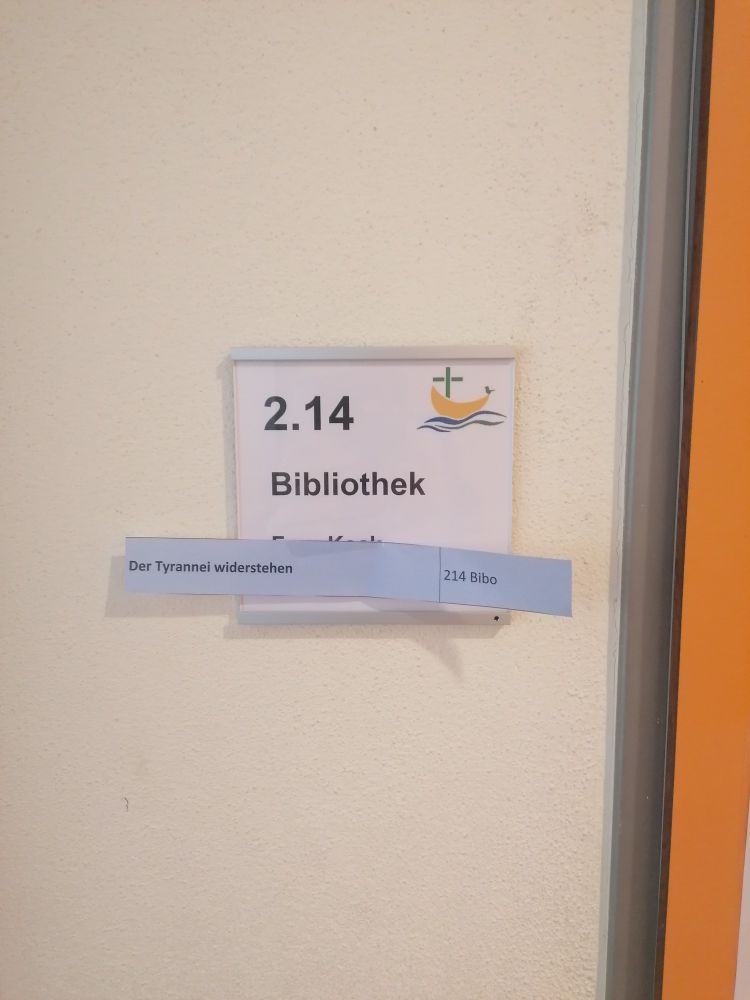 2.14
Bibliothek
Der Tyrannei widerstehen
214 Bibo